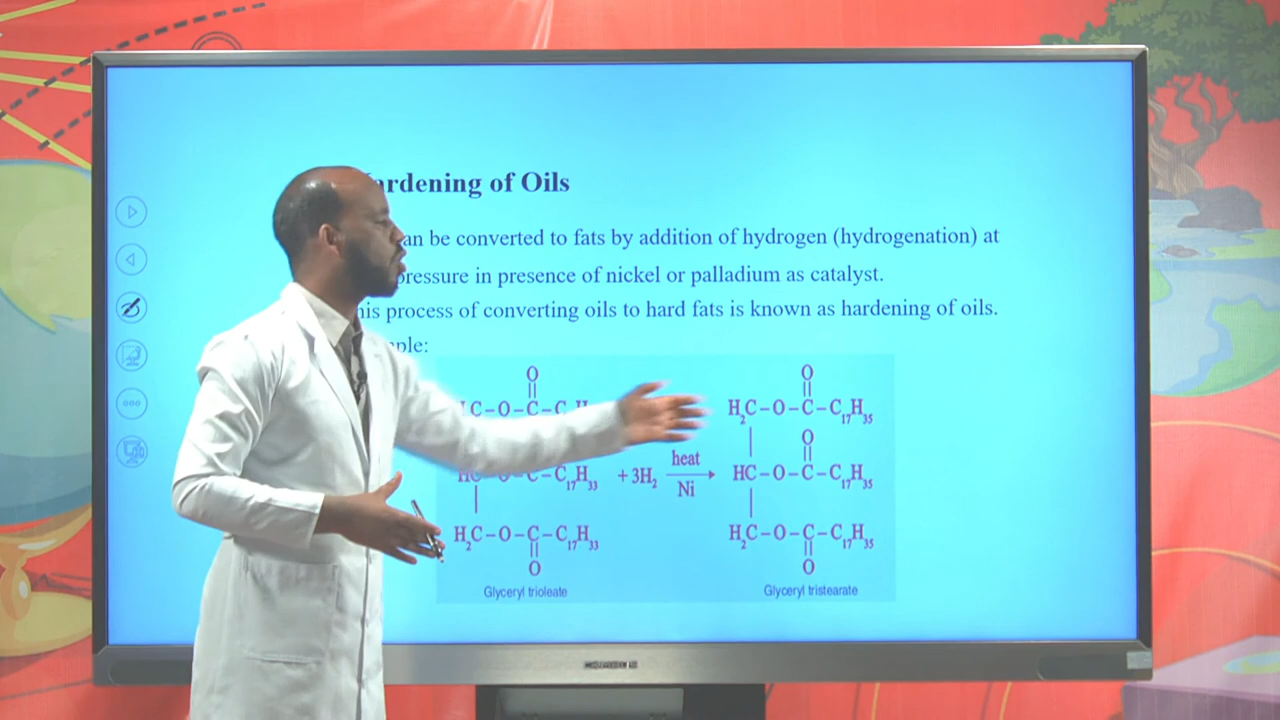 ardening of Oils
an be converted to fats by addition of hydrogen (hydrogenation) at
pressure in presence of nickel or palladium as catalyst.
his process of converting oils to hard fats is known as hardening of oils.
ple:
O O
C-O-C-C H₂C-O-C-C₁₇H₃₅
O
HC-O-C-C₁₇H₃₃ +3H₂ heat Ni HC-O-C-C₁₇H₃₅
H₂C-O-C-C₁₇H₃₃ H₂C-O-C-C₁₇H₃₅
O O
Glyceryl trioleate Glyceryl tristearate